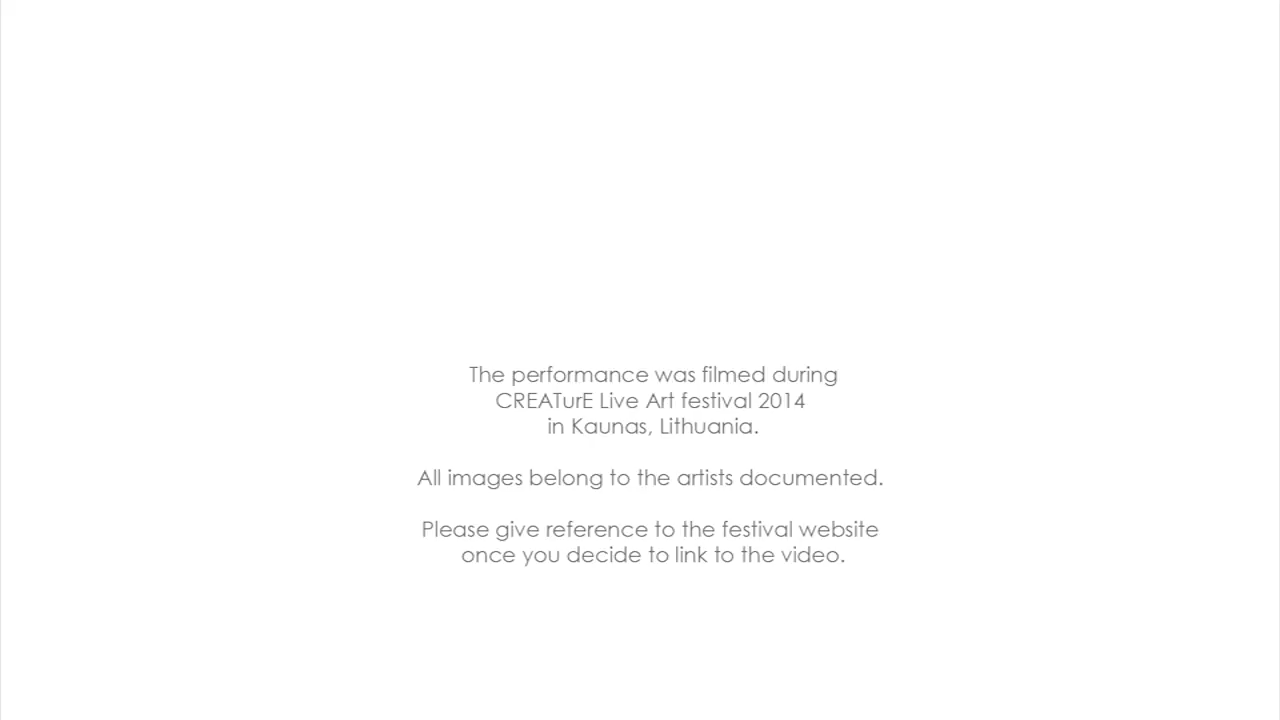 The performance was filmed during
CREATurE Live Art festival 2014
in Kaunas, Lithuania.
All images belong to the artists documented.
Please give reference to the festival website
once you decide to link to the video.